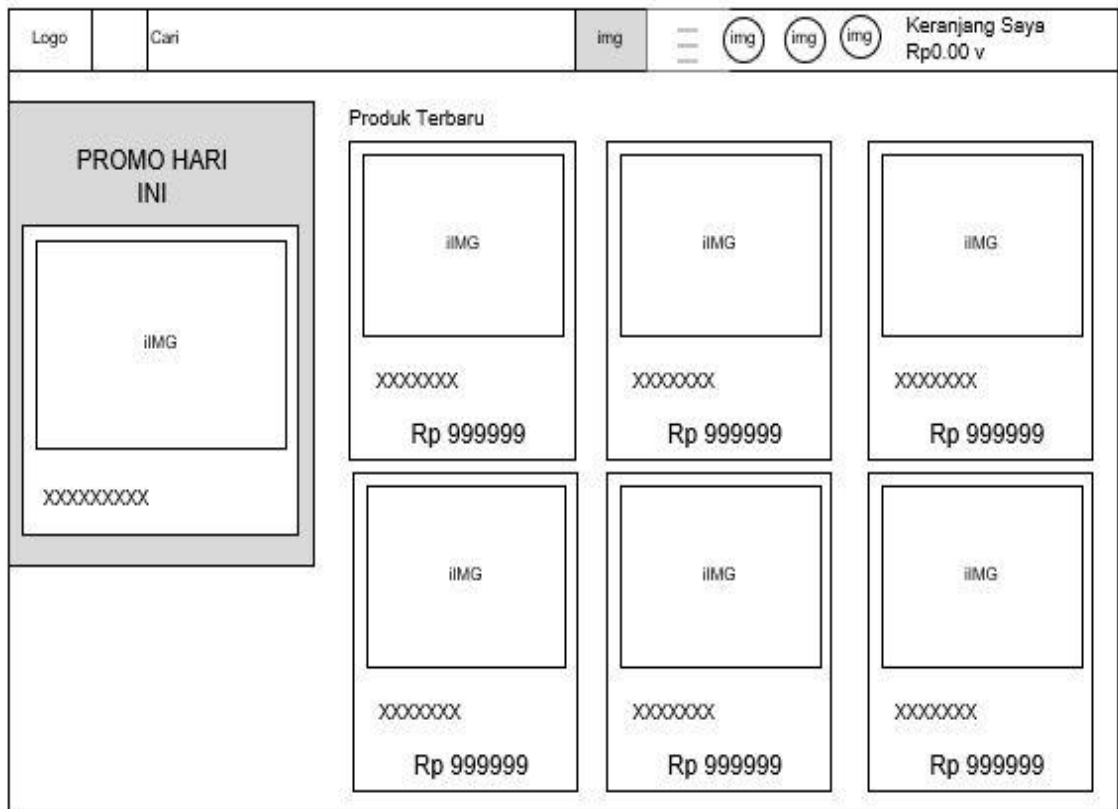 Logo
Cari
img
img
img
img
Keranjang Saya
Rp0.00 v
PROMO HARI
INI
iIMG
XXXXXXXXX
Produk Terbaru
iIMG
XXXXXXX
Rp 999999
iIMG
XXXXXXX
Rp 999999
iIMG
XXXXXXX
Rp 999999
iIMG
XXXXXXX
Rp 999999
iIMG
XXXXXXX
Rp 999999
iIMG
XXXXXXX
Rp 999999